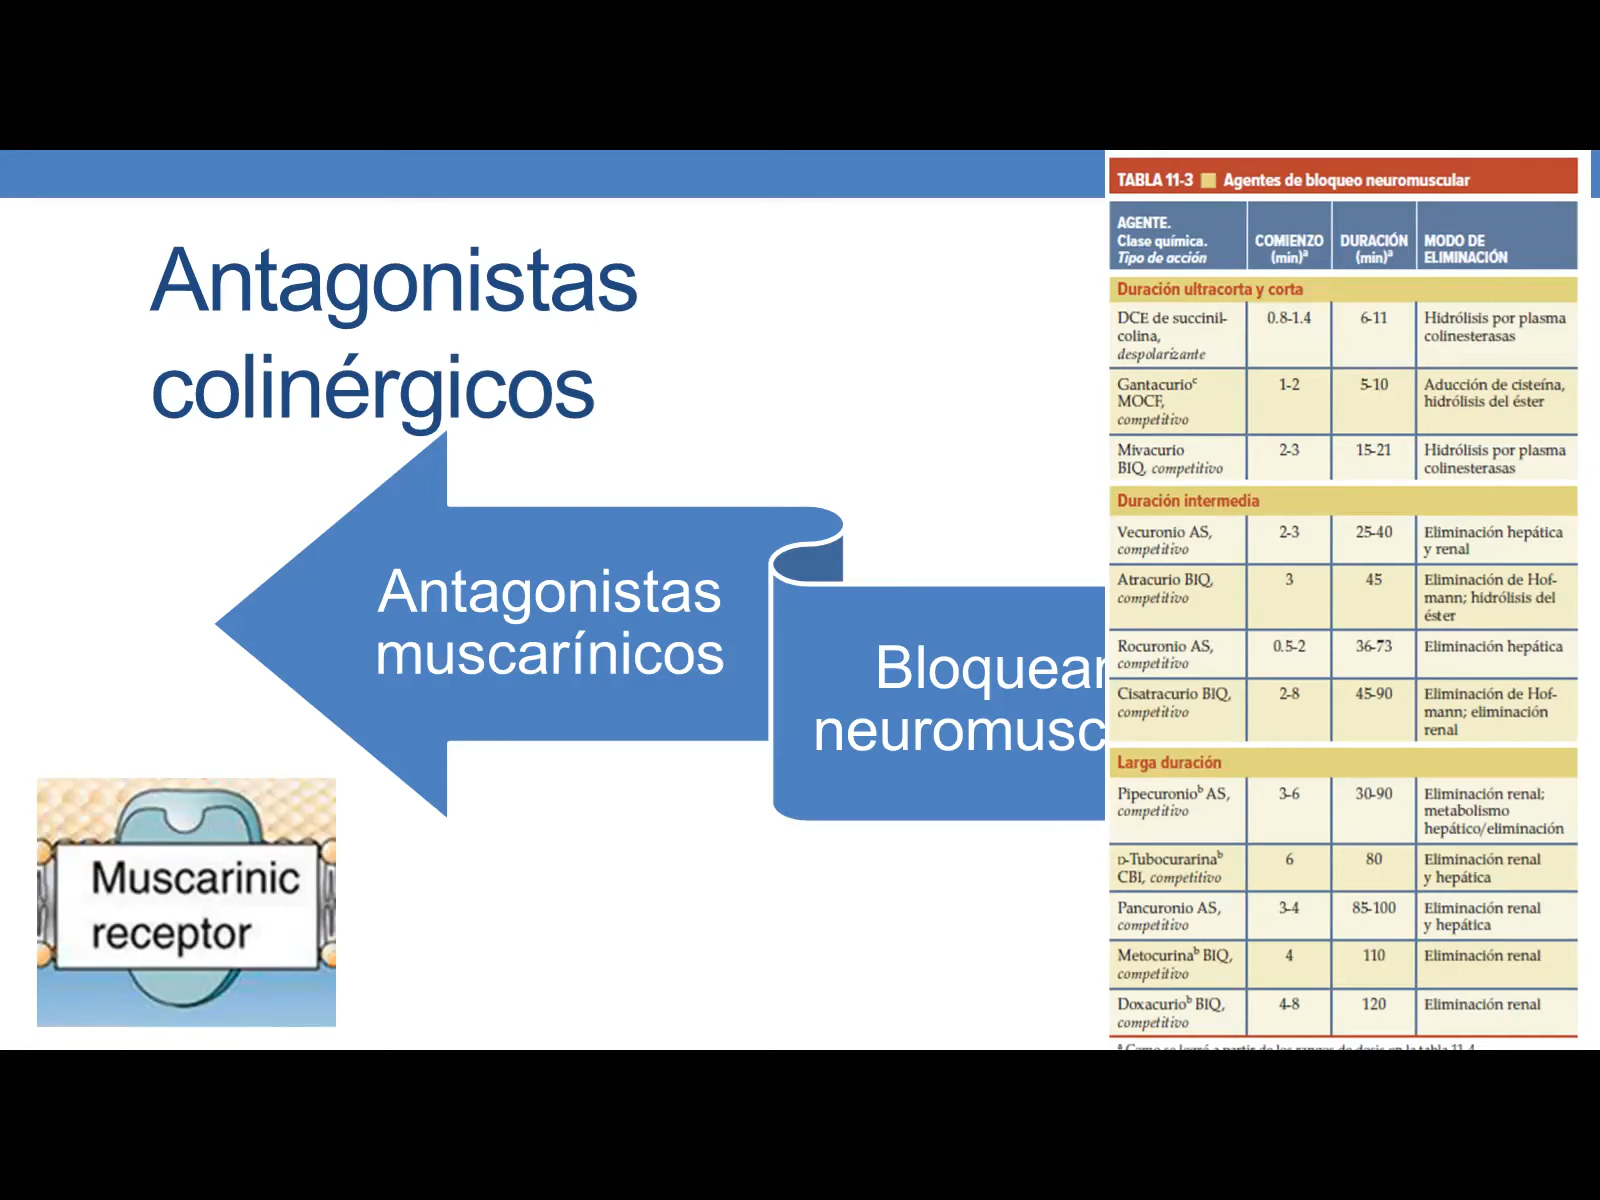 Antagonistas
colinérgicos
Antagonistas
muscarínicos
neuromusc
Muscarinic
receptor
TABLA 11-3 Agentes de bloqueo neuromuscular
AGENTE.
Clase química.
Tipo de acción
COMIENZO
(min)ª
DURACIÓN
(min)ª
MODO DE
ELIMINACIÓN
Duración ultracorta y corta
DCE de succinil-
colina,
despolarizante
0.8-1.4
6-11
Hidrólisis por plasma
colinesterasas
Gantacurioᶜ
MOCF,
competitivo
1-2
5-10
Aducción de cisteína,
hidrólisis del éster
Mivacurio
BIQ, competitivo
2-3
15-21
Hidrólisis por plasma
colinesterasas
Duración intermedia
Vecuronio AS,
competitivo
2-3
25-40
Eliminación hepática
y renal
Atracurio BIQ,
competitivo
3
45
Eliminación de Hof-
mann; hidrólisis del
éster
Rocuronio AS,
competitivo
0.5-2
36-73
Eliminación hepática
Cisatracurio BIQ,
competitivo
2-8
45-90
Eliminación de Hof-
mann; eliminación
renal
Larga duración
Pipecuronioᵇ AS,
competitivo
3-6
30-90
Eliminación renal;
metabolismo
hepático/eliminación
D-Tubocurarinaᵇ
CBI, competitivo
6
80
Eliminación renal
y hepática
Pancuronio AS,
competitivo
3-4
85-100
Eliminación renal
y hepática
Metocurinaᵇ BIQ,
competitivo
4
110
Eliminación renal
Doxacurioᵇ BIQ,
competitivo
4-8
120
Eliminación renal